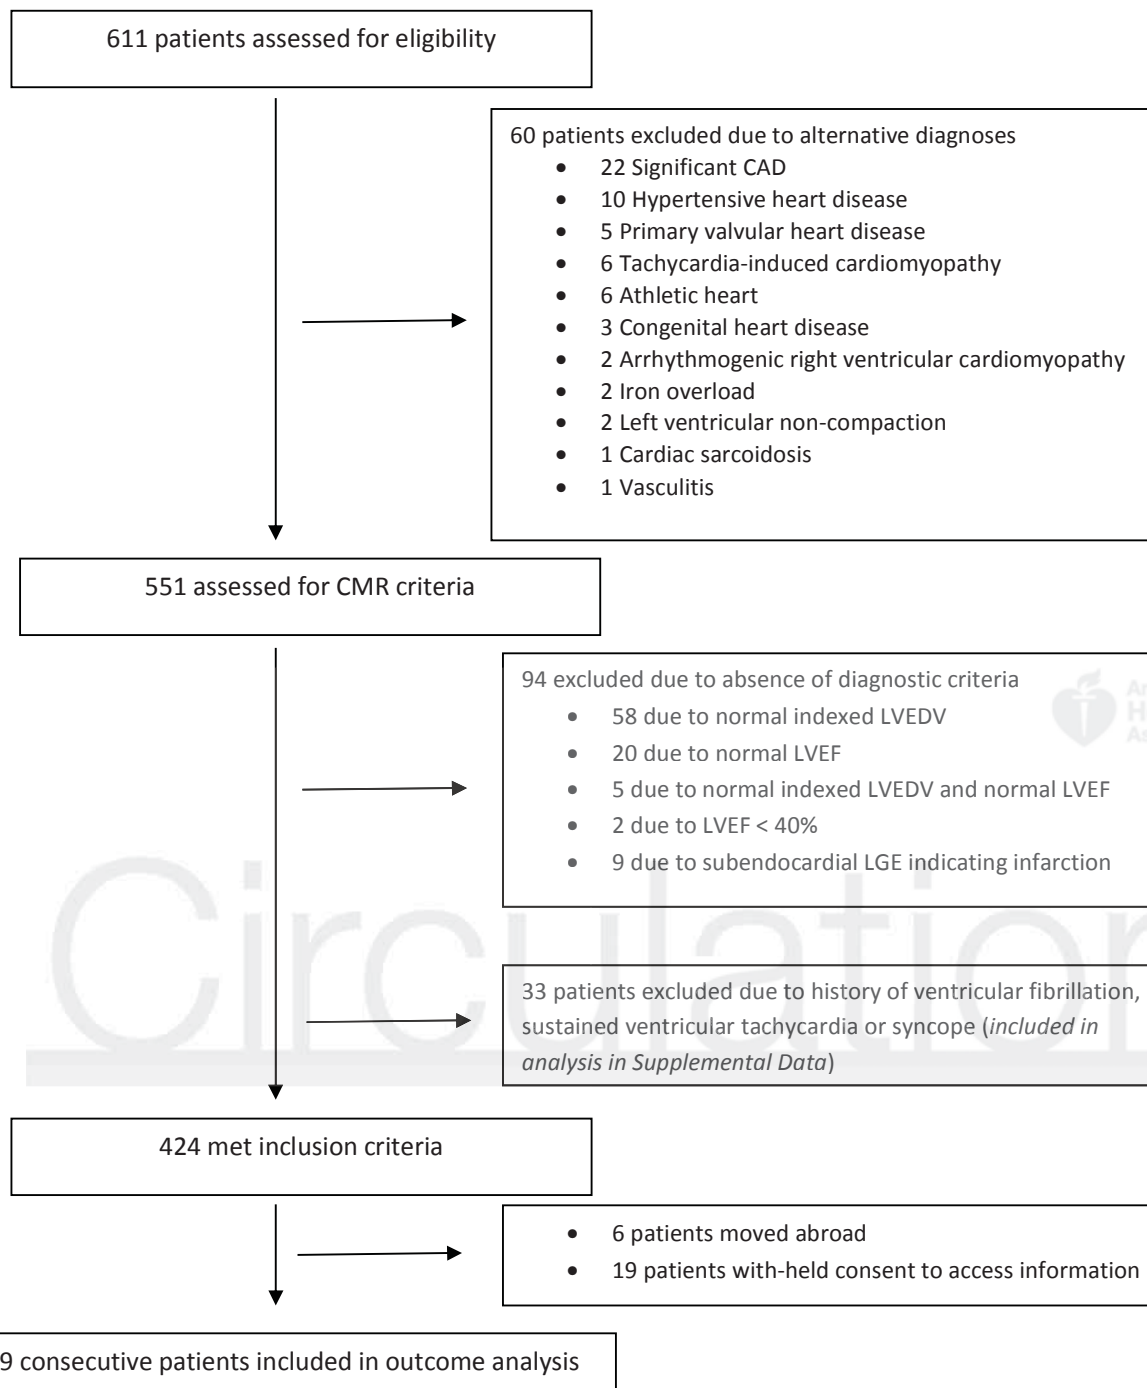 611 patients assessed for eligibility
60 patients excluded due to alternative diagnoses
• 22 Significant CAD
• 10 Hypertensive heart disease
• 5 Primary valvular heart disease
• 6 Tachycardia-induced cardiomyopathy
• 6 Athletic heart
• 3 Congenital heart disease
• 2 Arrhythmogenic right ventricular cardiomyopathy
• 2 Iron overload
• 2 Left ventricular non-compaction
• 1 Cardiac sarcoidosis
• 1 Vasculitis
551 assessed for CMR criteria
94 excluded due to absence of diagnostic criteria
• 58 due to normal indexed LVEDV
• 20 due to normal LVEF
• 5 due to normal indexed LVEDV and normal LVEF
• 2 due to LVEF < 40%
• 9 due to subendocardial LGE indicating infarction
Circulation
33 patients excluded due to history of ventricular fibrillation,
sustained ventricular tachycardia or syncope (included in
analysis in Supplemental Data)
424 met inclusion criteria
• 6 patients moved abroad
• 19 patients with-held consent to access information
9 consecutive patients included in outcome analysis